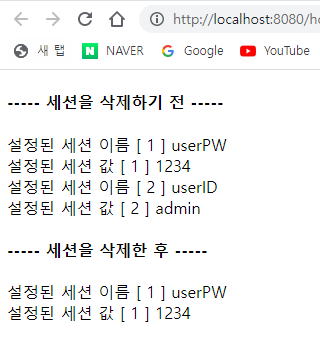 http://localhost:8080/h
새 탭
NAVER
Google
YouTube
----- 세션을 삭제하기 전 -----
설정된 세션 이름 [ 1 ] userPW
설정된 세션 값 [ 1 ] 1234
설정된 세션 이름 [ 2 ] userID
설정된 세션 값 [ 2 ] admin
----- 세션을 삭제한 후 -----
설정된 세션 이름 [ 1 ] userPW
설정된 세션 값 [ 1 ] 1234